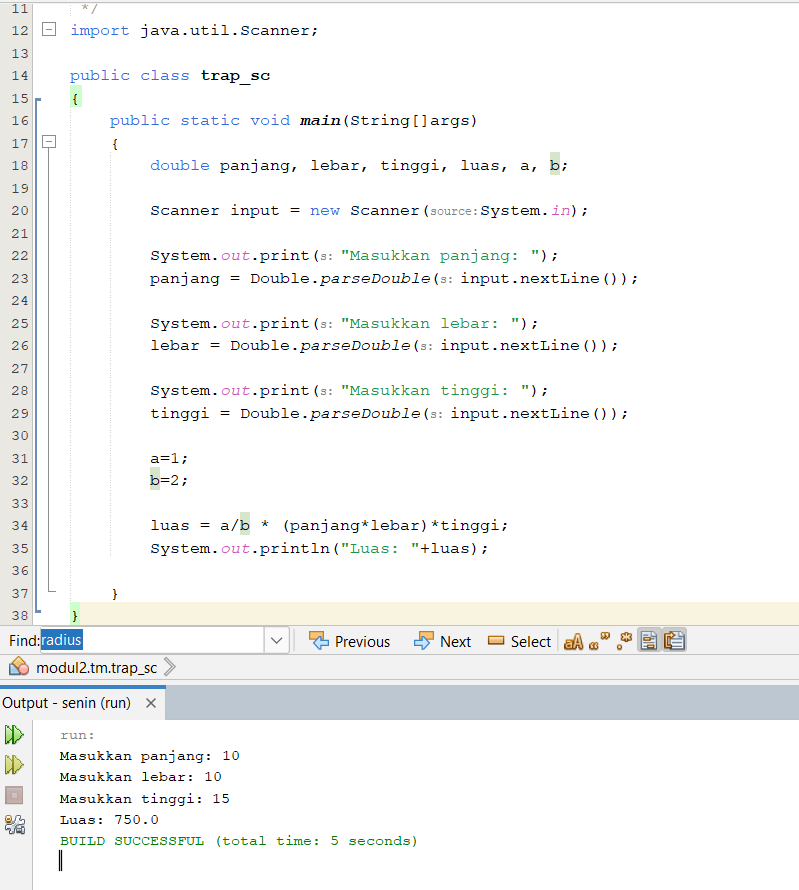 11 */
12 import java.util.Scanner;
13
14 public class trap_sc
15 {
16 public static void main(String[]args)
17 {
18 double panjang, lebar, tinggi, luas, a, b;
19
20 Scanner input = new Scanner(source:System.in);
21
22 System.out.print(s: "Masukkan panjang: ");
23 panjang = Double.parseDouble(s: input.nextLine());
24
25 System.out.print(s: "Masukkan lebar: ");
26 lebar = Double.parseDouble(s: input.nextLine());
27
28 System.out.print(s: "Masukkan tinggi: ");
29 tinggi = Double.parseDouble(s: input.nextLine());
30
31 a=1;
32 b=2;
33
34 luas = a/b * (panjang*lebar)*tinggi;
35 System.out.println("Luas: "+luas);
36
37 }
38 }
Find: radius Previous Next Select aA “ ” .*
modul2.tm.trap_sc
Output - senin (run) ×
run:
Masukkan panjang: 10
Masukkan lebar: 10
Masukkan tinggi: 15
Luas: 750.0
BUILD SUCCESSFUL (total time: 5 seconds)